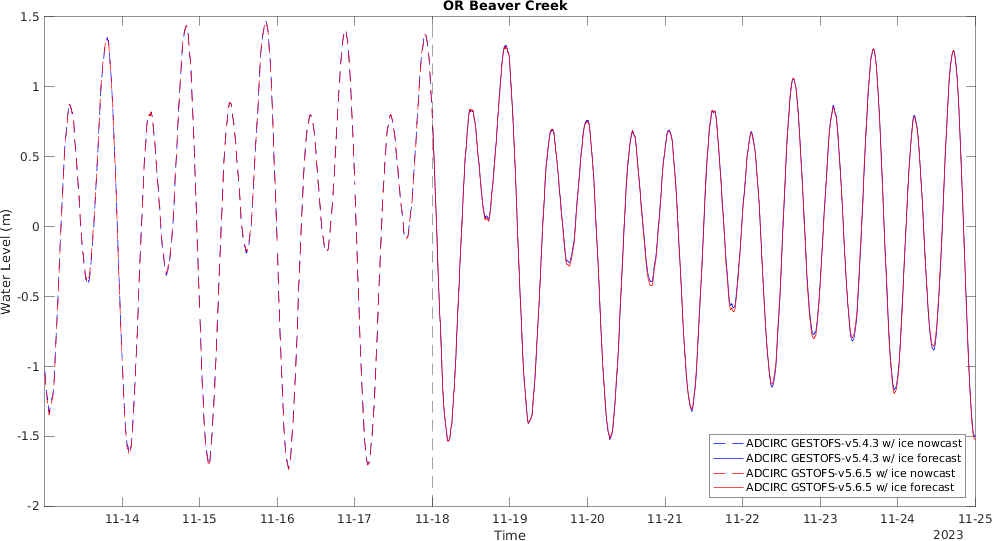 OR Beaver Creek
1.5
1
0.5
0
-0.5
-1
-1.5
-2
Water Level (m)
11-14 11-15 11-16 11-17 11-18 11-19 11-20 11-21 11-22 11-23 11-24 11-25
Time
2023
ADCIRC GESTOFS-v5.4.3 w/ ice nowcast
ADCIRC GESTOFS-v5.4.3 w/ ice forecast
ADCIRC GSTOFS-v5.6.5 w/ ice nowcast
ADCIRC GSTOFS-v5.6.5 w/ ice forecast